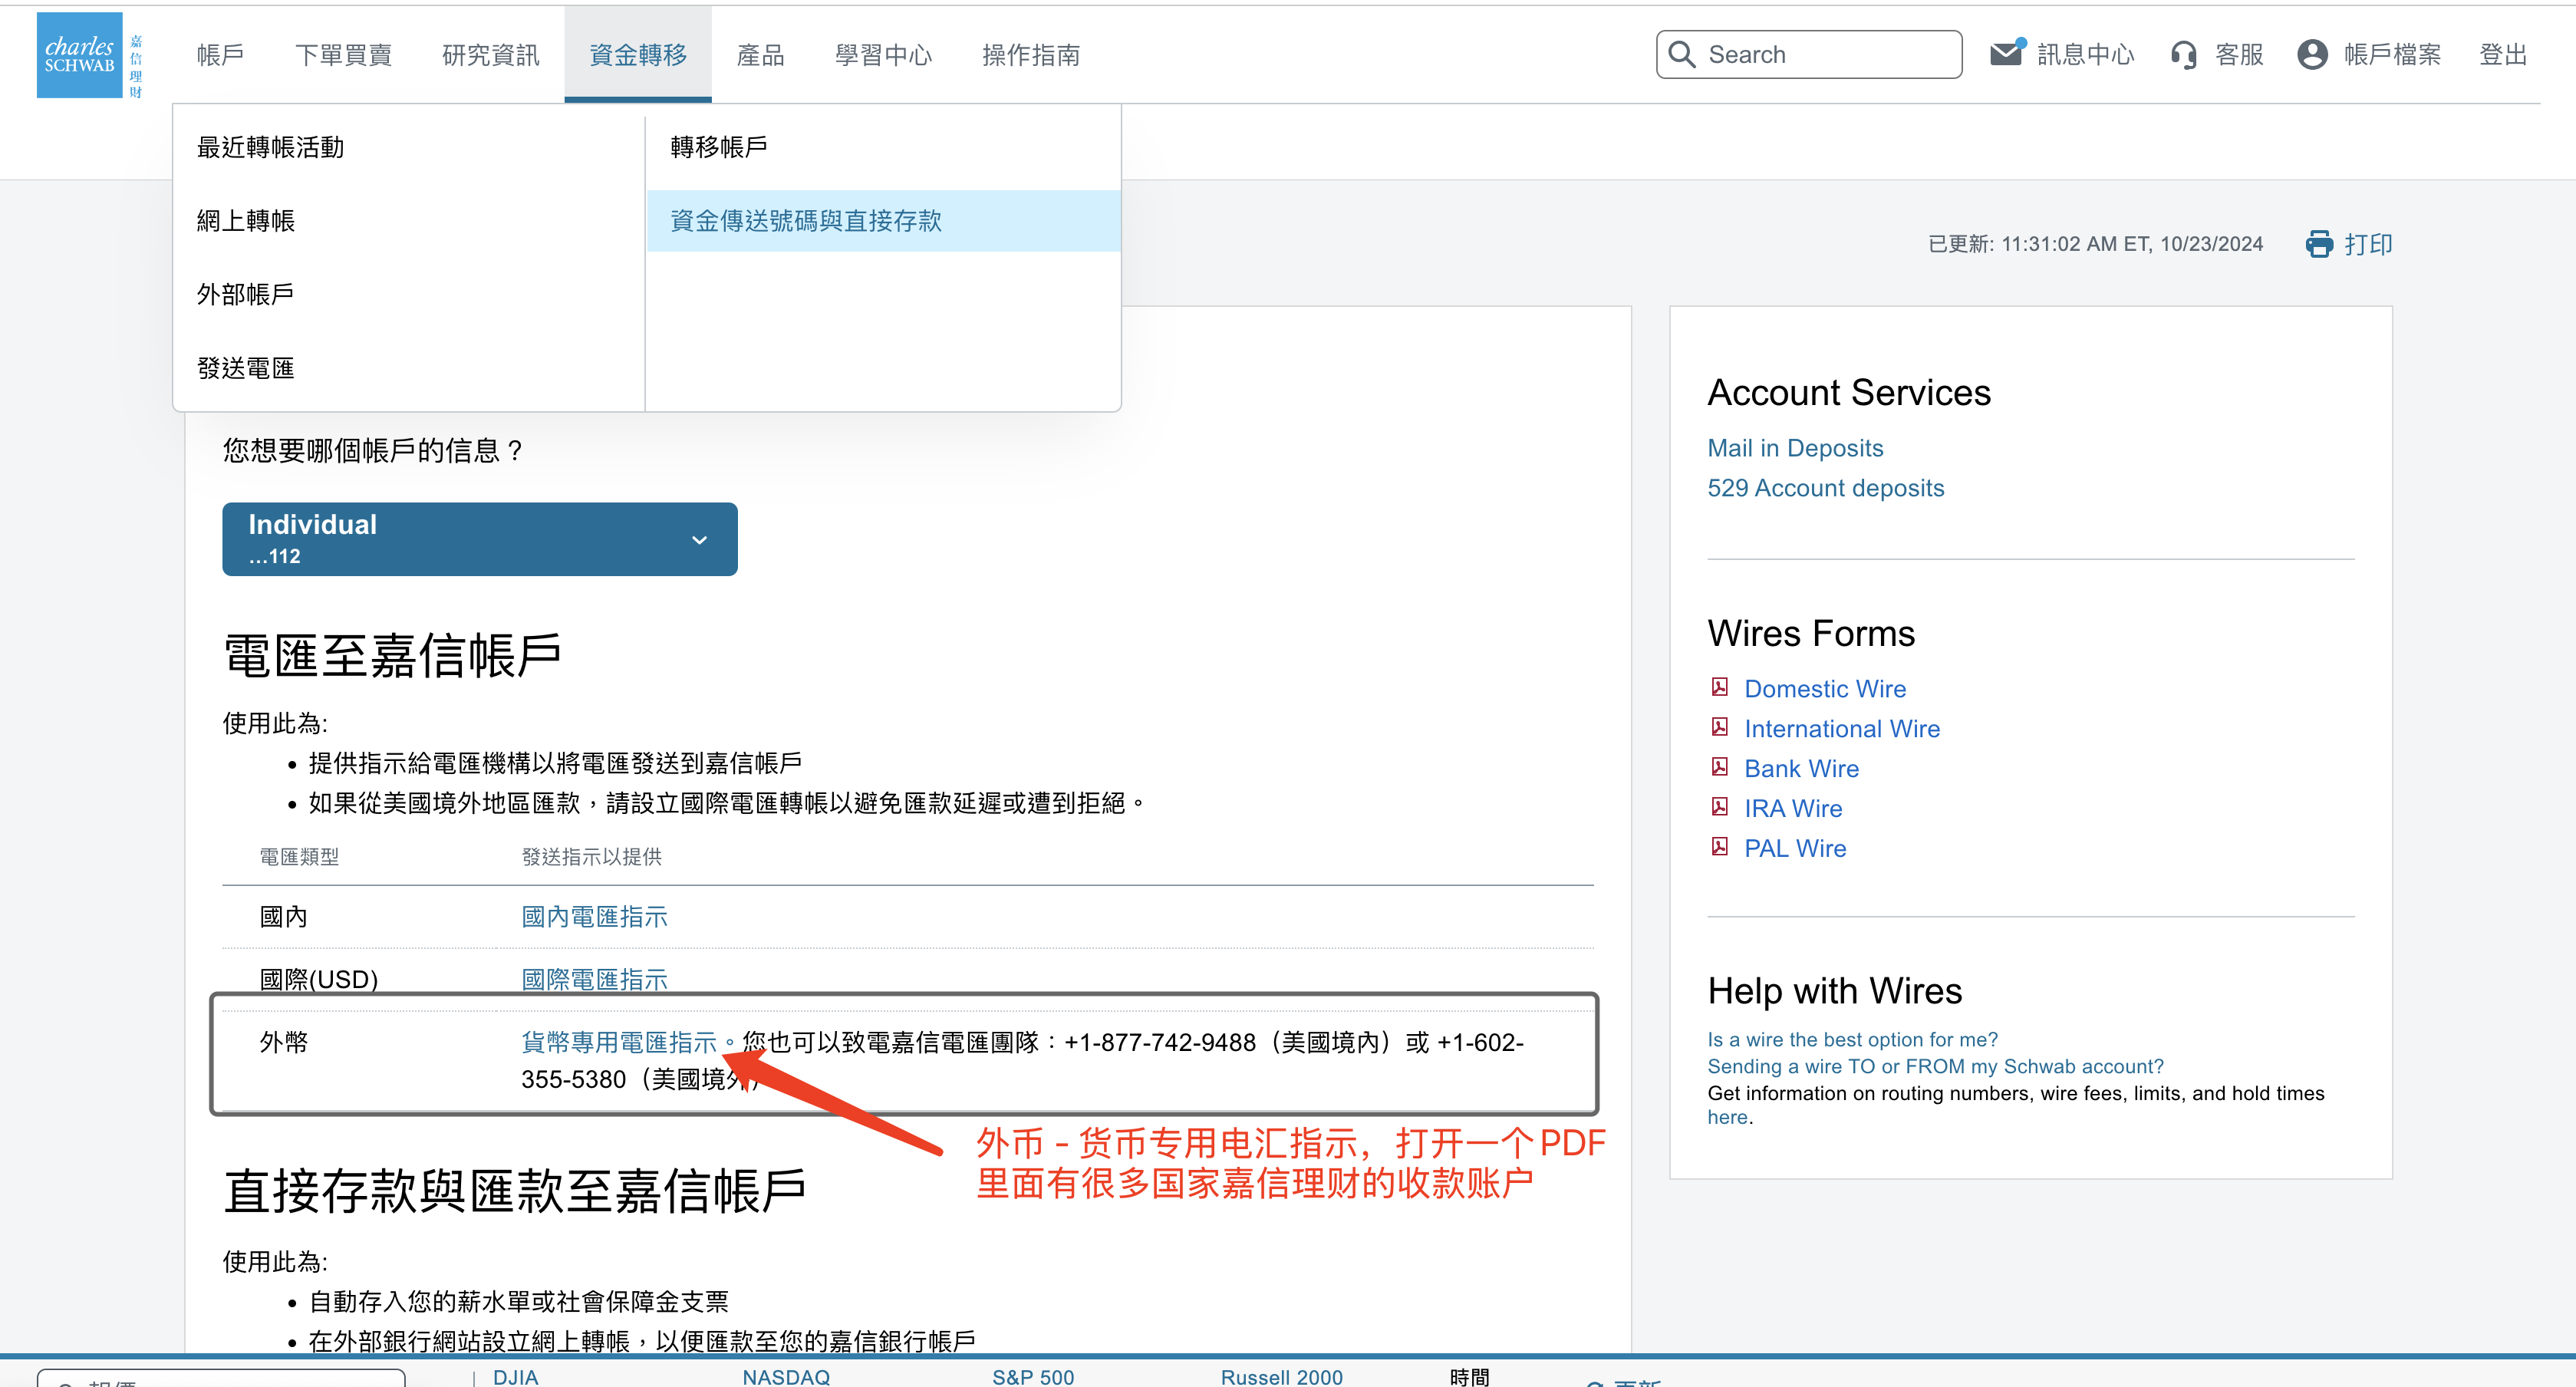 charles
SCHWAB
嘉信理財
帳戶
下單買賣
研究資訊
資金轉移
產品
學習中心
操作指南
Search
訊息中心
客服
帳戶檔案
登出
最近轉帳活動
網上轉帳
外部帳戶
發送電匯
轉移帳戶
資金傳送號碼與直接存款
已更新: 11:31:02 AM ET, 10/23/2024
打印
您想要哪個帳戶的信息？
Individual
...112
電匯至嘉信帳戶
使用此為:
• 提供指示給電匯機構以將電匯發送到嘉信帳戶
• 如果從美國境外地區匯款，請設立國際電匯轉帳以避免匯款延遲或遭到拒絕。
電匯類型 發送指示以提供
國內 國內電匯指示
國際(USD) 國際電匯指示
外幣 貨幣專用電匯指示。您也可以致電嘉信電匯團隊：+1-877-742-9488（美國境內）或 +1-602-
355-5380（美國境外）
外币 - 货币专用电汇指示，打开一个PDF
里面有很多国家嘉信理财的收款账户
直接存款與匯款至嘉信帳戶
使用此為:
• 自動存入您的薪水單或社會保障金支票
• 在外部銀行網站設立網上轉帳，以便匯款至您的嘉信銀行帳戶
Account Services
Mail in Deposits
529 Account deposits
Wires Forms
Domestic Wire
International Wire
Bank Wire
IRA Wire
PAL Wire
Help with Wires
Is a wire the best option for me?
Sending a wire TO or FROM my Schwab account?
Get information on routing numbers, wire fees, limits, and hold times
here.
報價
DJIA
NASDAQ
S&P 500
Russell 2000
時間
更新